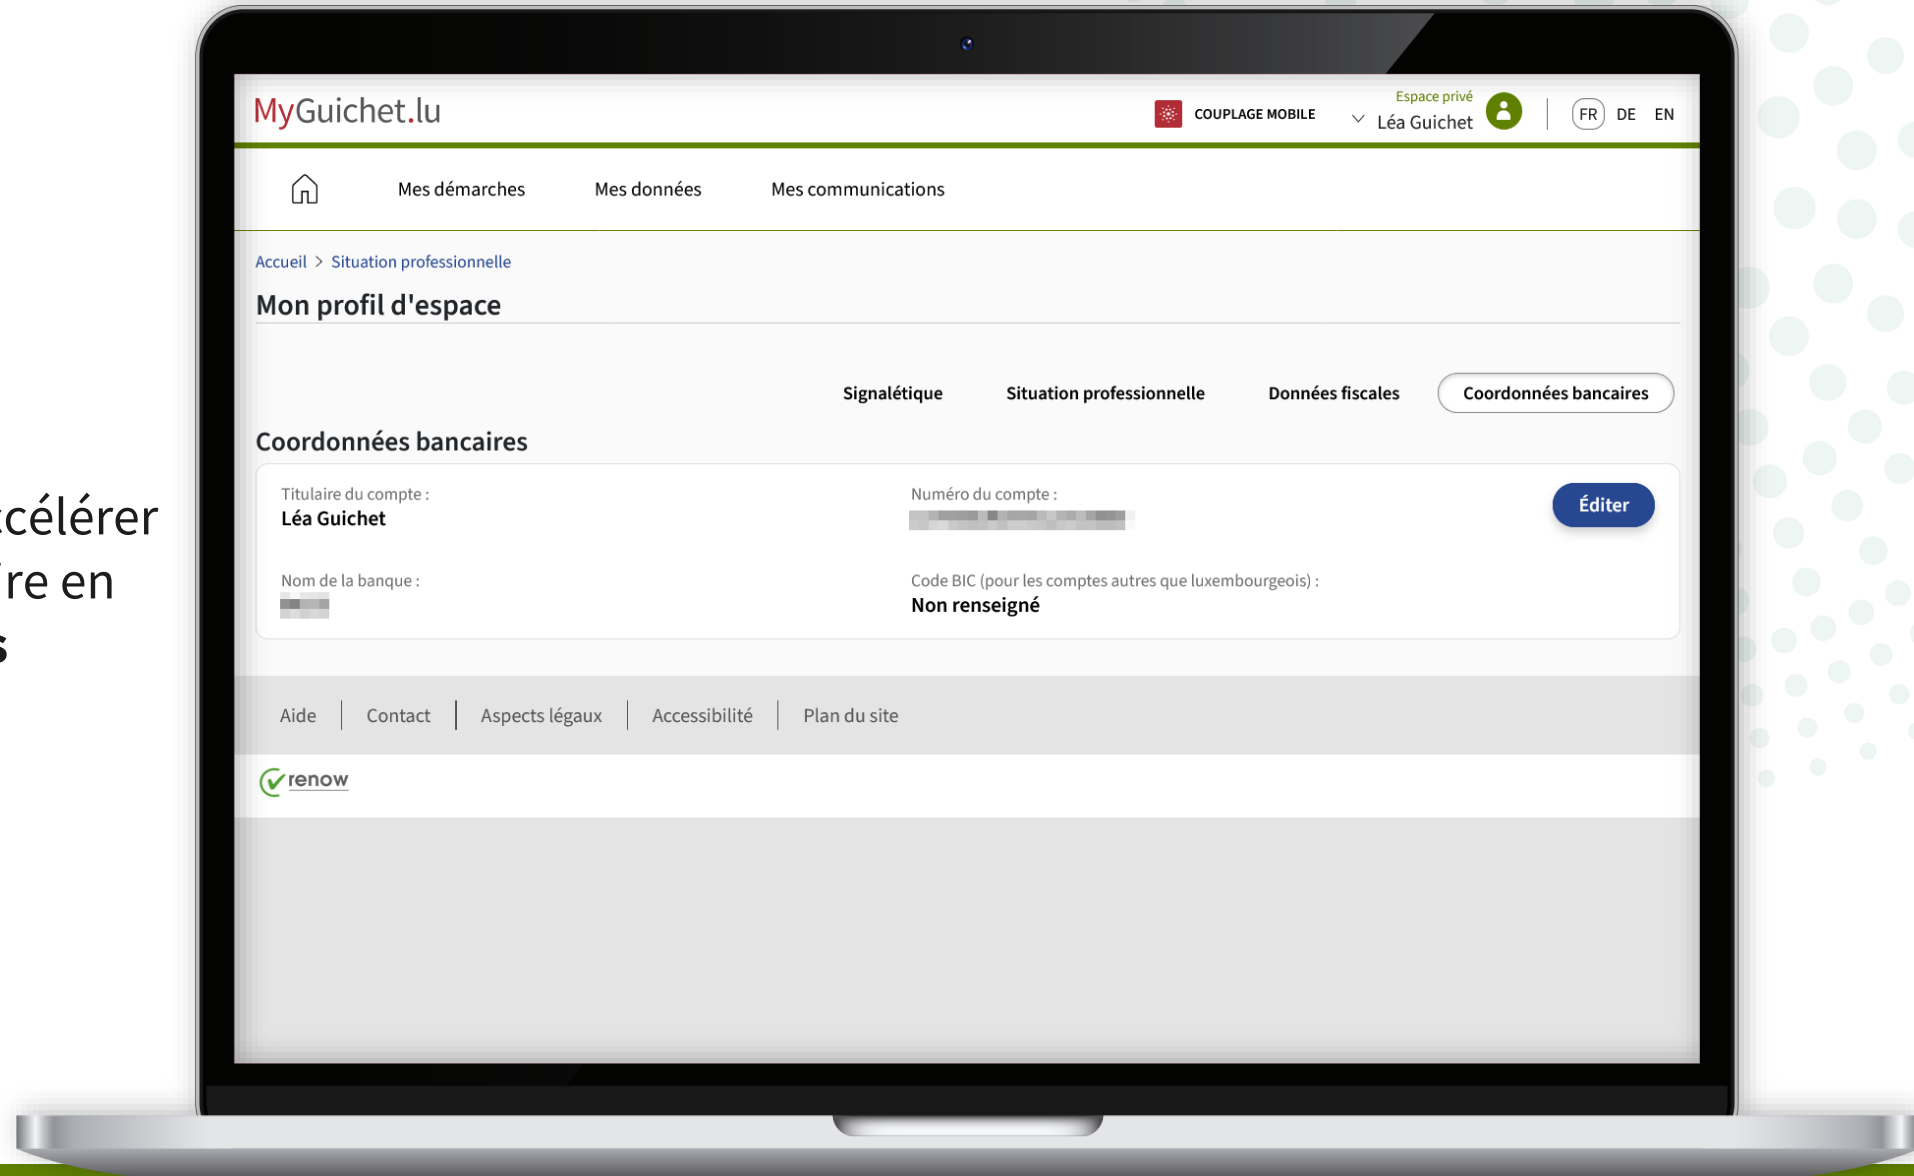 MyGuichet.lu
COUPLAGE MOBILE
Espace privé
Léa Guichet
FR DE EN
Mes démarches Mes données Mes communications
Accueil > Situation professionnelle
Mon profil d'espace
Signalétique Situation professionnelle Données fiscales Coordonnées bancaires
Coordonnées bancaires
Titulaire du compte :
Léa Guichet
Numéro du compte :
Éditer
Nom de la banque :
Code BIC (pour les comptes autres que luxembourgeois) :
Non renseigné
Aide Contact Aspects légaux Accessibilité Plan du site
renow
en